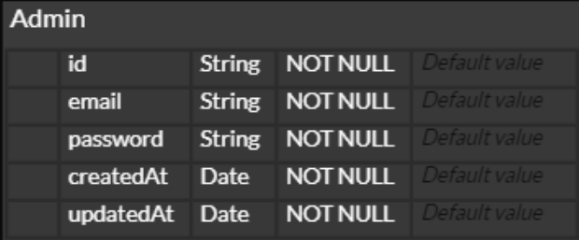 Admin
id String NOT NULL Default value
email String NOT NULL Default value
password String NOT NULL Default value
createdAt Date NOT NULL Default value
updatedAt Date NOT NULL Default value